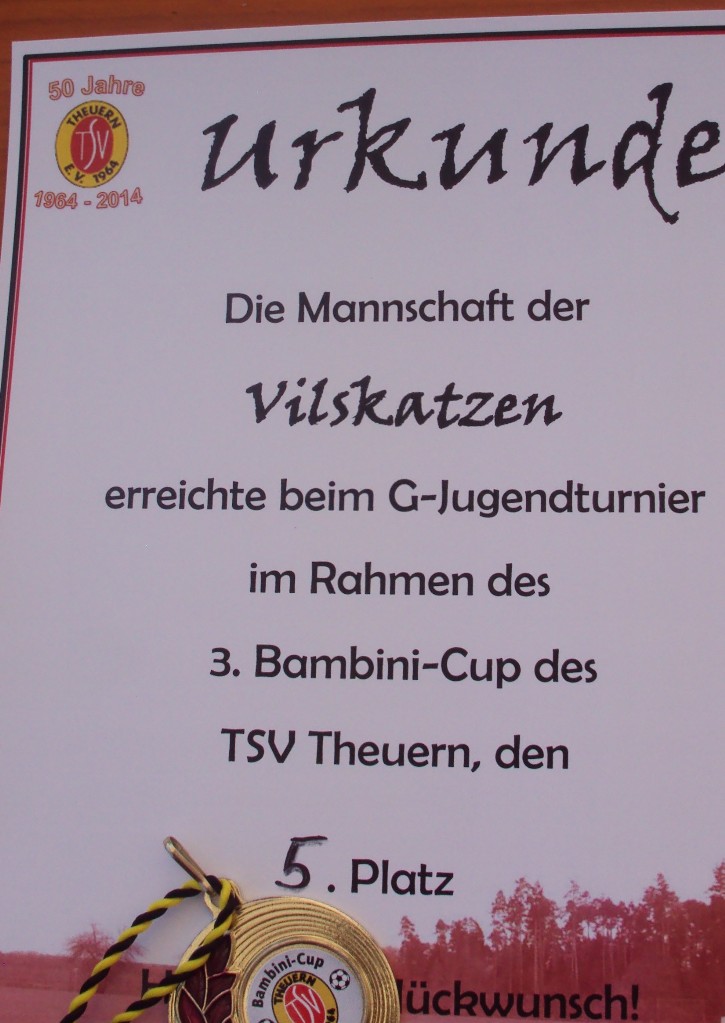 50 Jahre
THEUERN
TSV
E.V. 1964
1964 - 2014
Urkunde
Die Mannschaft der
Vilskatzen
erreichte beim G-Jugendturnier
im Rahmen des
3. Bambini-Cup des
TSV Theuern, den
5. Platz
Bambini-Cup
THEUERN
TSV